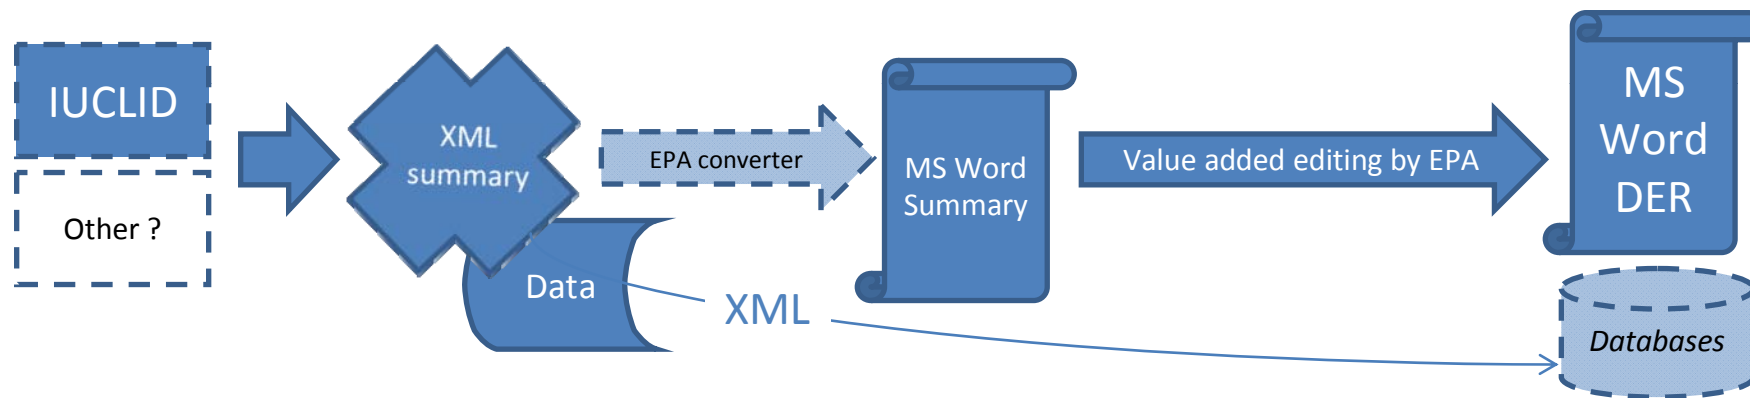 IUCLID
Other ?
XML
summary
Data
EPA converter
XML
MS Word
Summary
Value added editing by EPA
MS
Word
DER
Databases